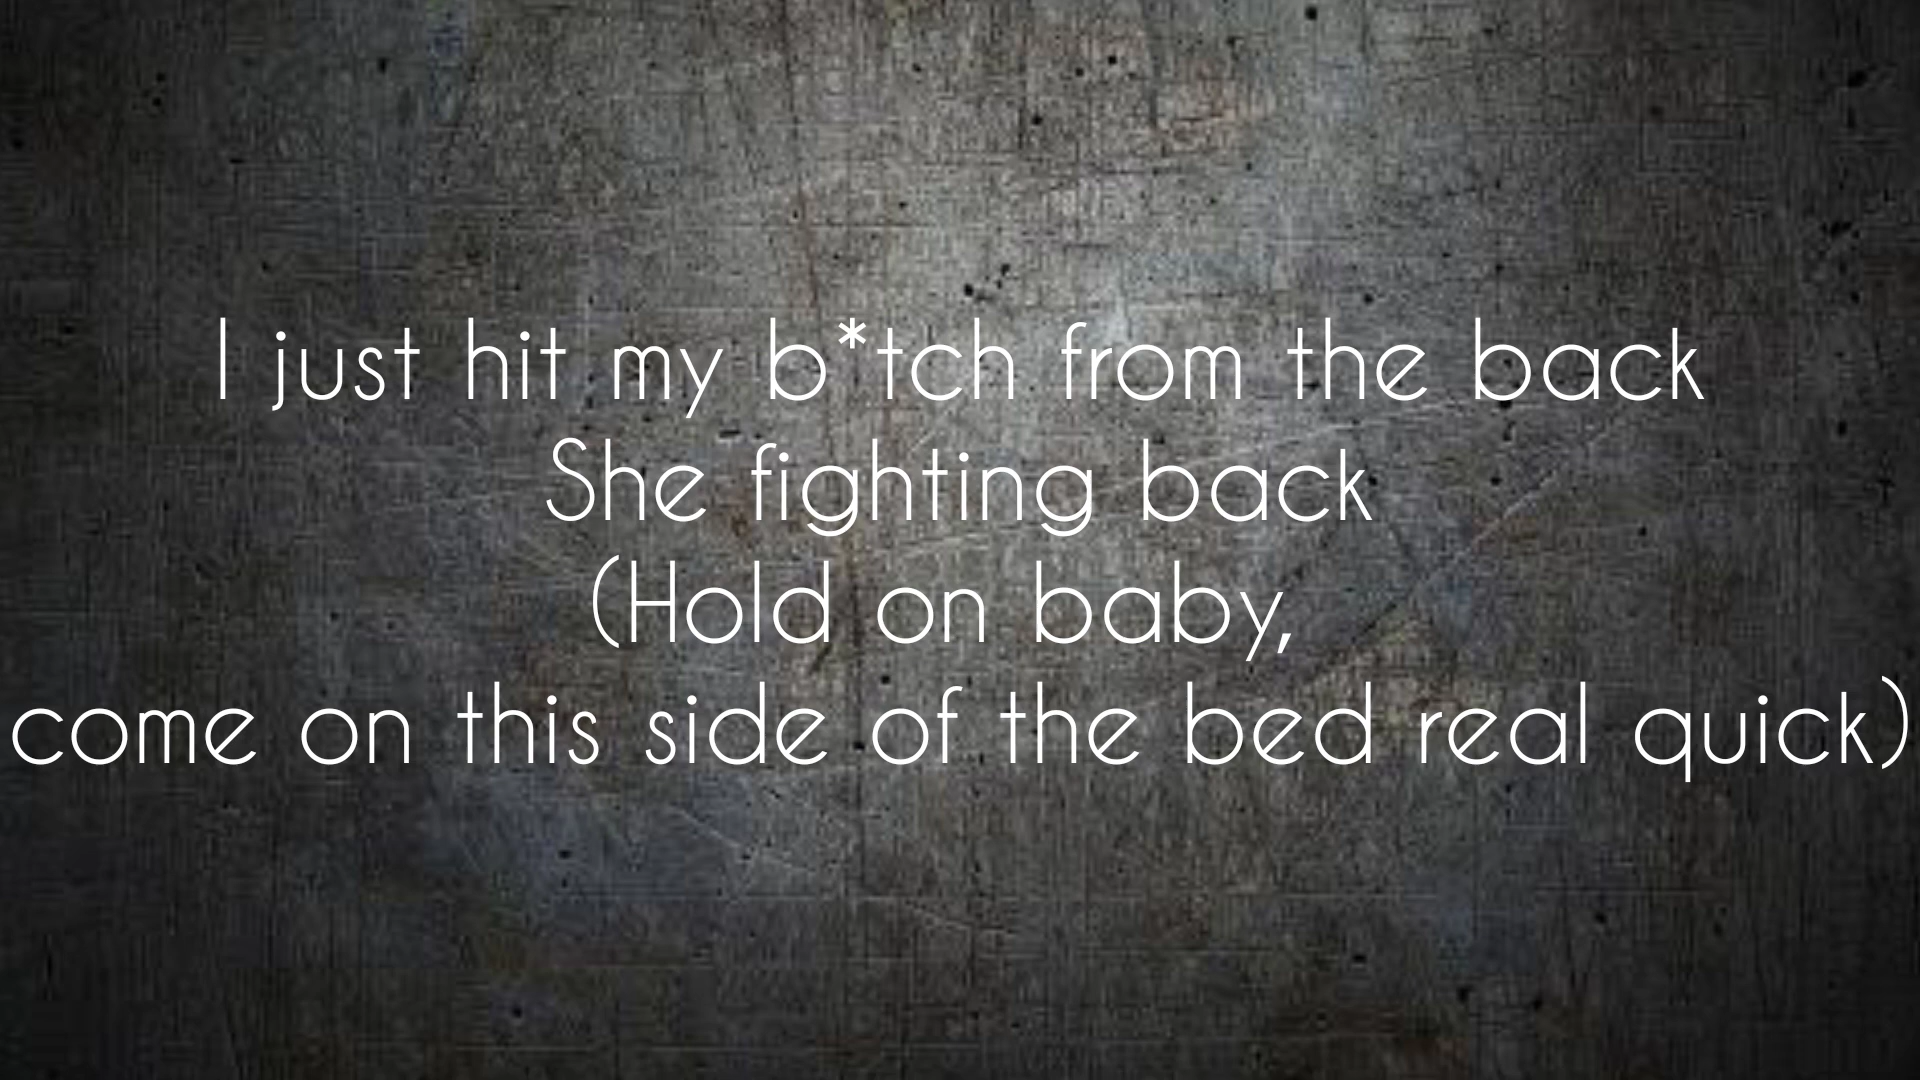 I just hit my b*tch from the back
She fighting back
(Hold on baby,
come on this side of the bed real quick)